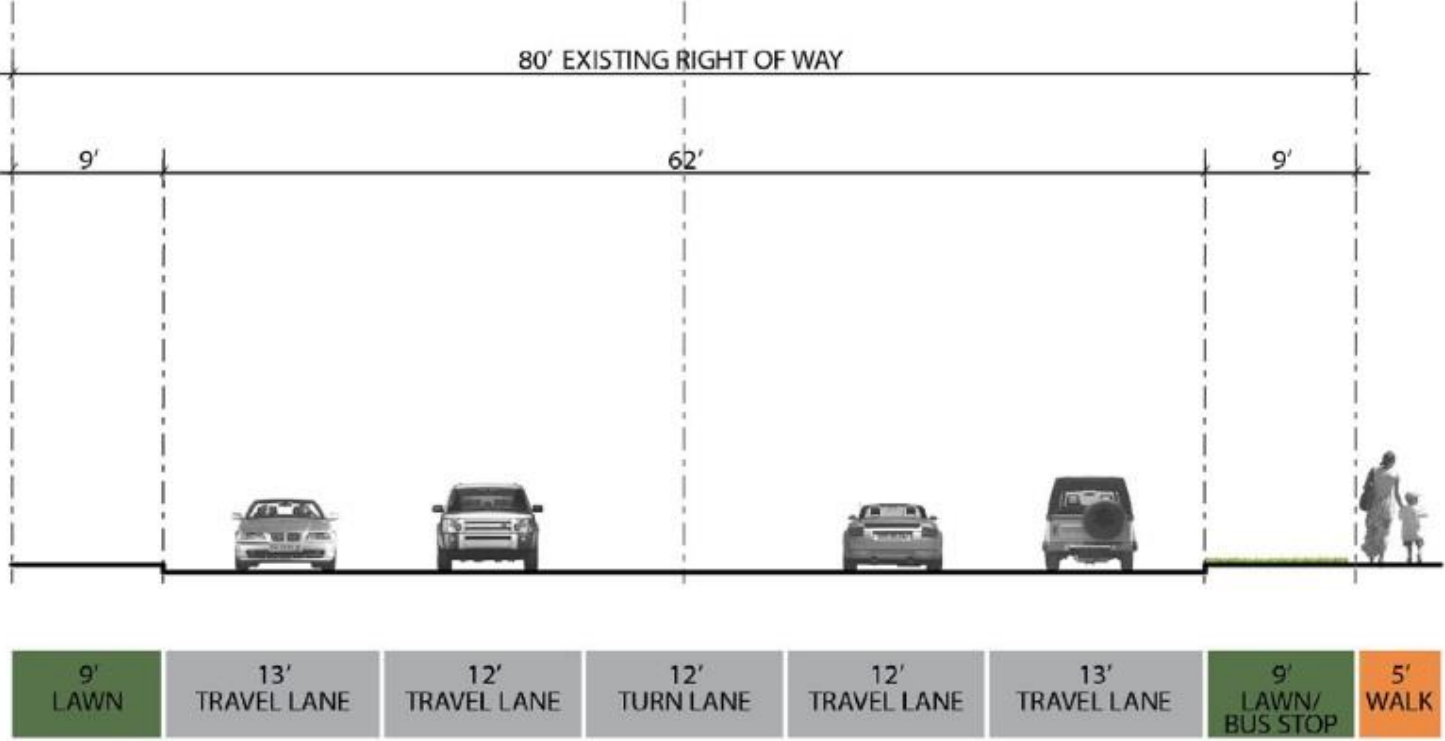 80' EXISTING RIGHT OF WAY
9'
62'
9'
9'
LAWN
13'
TRAVEL LANE
12'
TRAVEL LANE
12'
TURN LANE
12'
TRAVEL LANE
13'
TRAVEL LANE
9'
LAWN/
BUS STOP
5'
WALK